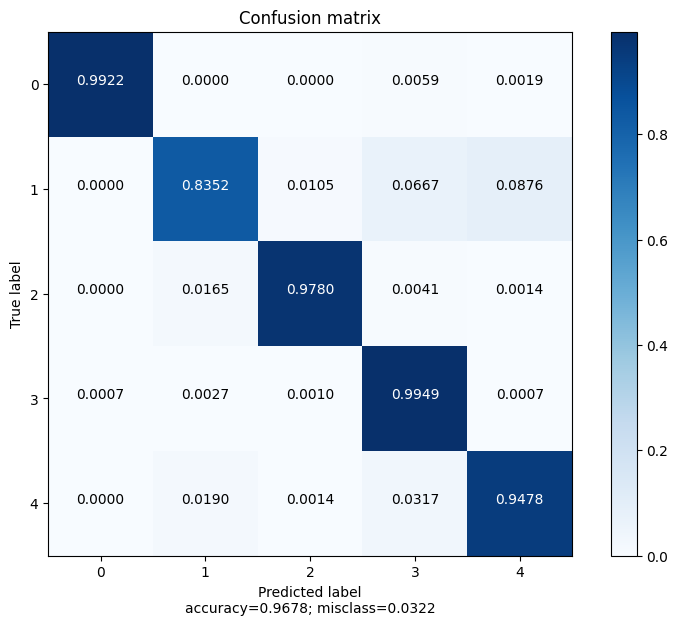 Confusion matrix
0 0.9922 0.0000 0.0000 0.0059 0.0019
1 0.0000 0.8352 0.0105 0.0667 0.0876
2 0.0000 0.0165 0.9780 0.0041 0.0014
3 0.0007 0.0027 0.0010 0.9949 0.0007
4 0.0000 0.0190 0.0014 0.0317 0.9478
True label
0 1 2 3 4
Predicted label
accuracy=0.9678; misclass=0.0322
0.8
0.6
0.4
0.2
0.0